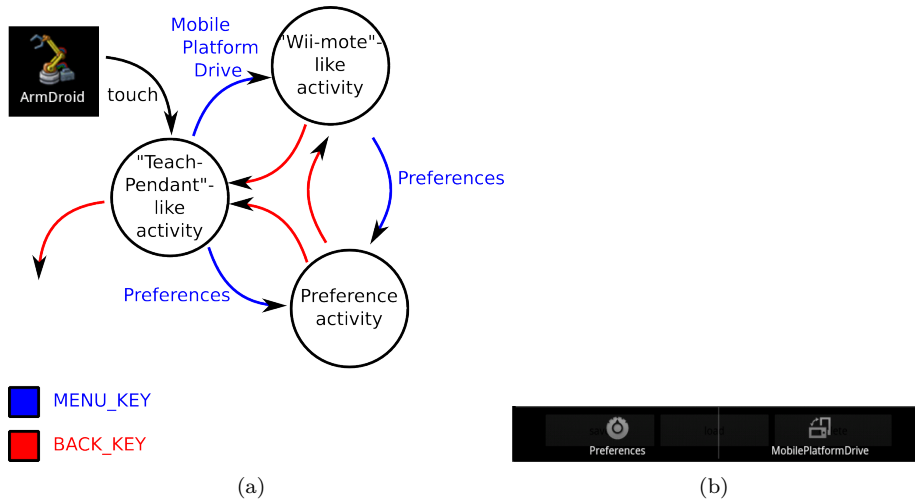 Mobile
Platform
Drive
"Wii-mote"-
like
activity
ArmDroid
touch
"Teach-
Pendant"-
like
activity
Preferences
Preferences
Preference
activity
MENU_KEY
BACK_KEY
load
Preferences
MobilePlatformDrive
(a)
(b)